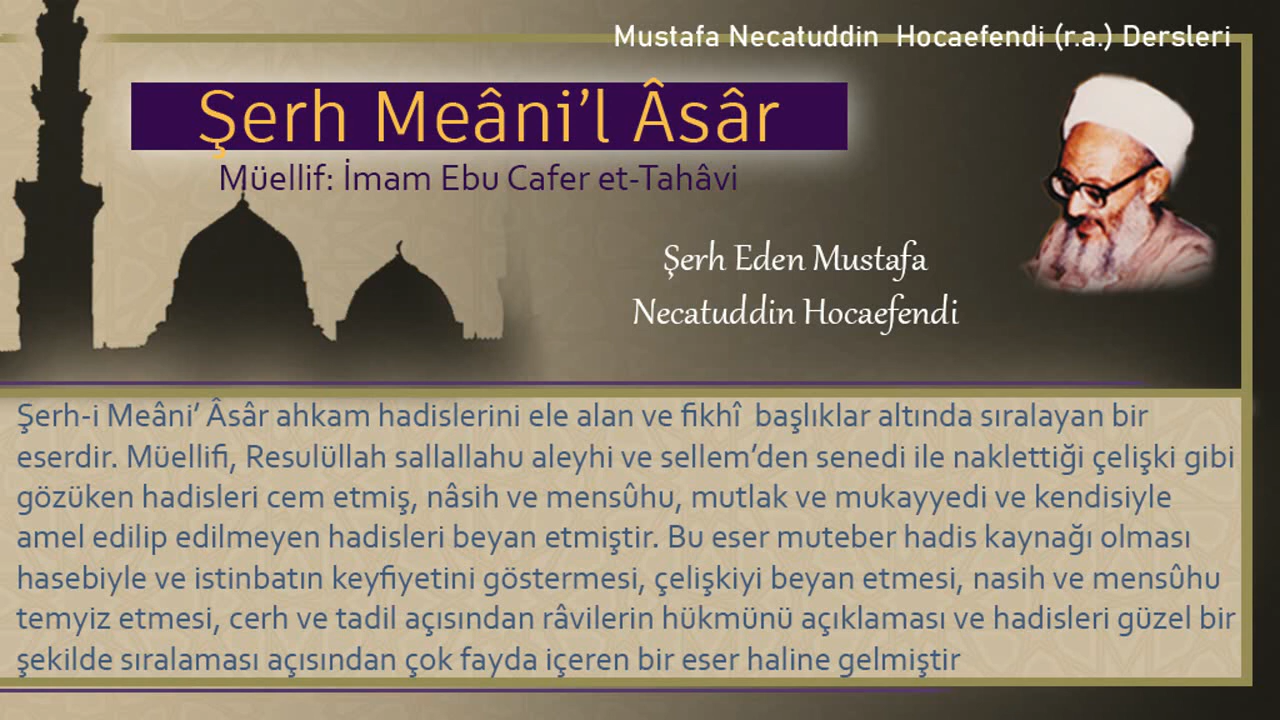 Mustafa Necatuddin Hocaefendi (r.a.) Dersleri
Şerh Meâni’l Âsâr
Müellif: İmam Ebu Cafer et-Tahâvi
Şerh Eden Mustafa
Necatuddin Hocaefendi
Şerh-i Meâni’ Âsâr ahkam hadislerini ele alan ve fikhî başlıklar altında sıralayan bir
eserdir. Müellifi, Resulüllah sallallahu aleyhi ve sellem’den senedi ile naklettiği çelişki gibi
gözüken hadisleri cem etmiş, nâsih ve mensûhu, mutlak ve mukayyedi ve kendisiyle
amel edilip edilmeyen hadisleri beyan etmiştir. Bu eser muteber hadis kaynağı olması
hasebiyle ve istinbatın keyfiyetini göstermesi, çelişkiyi beyan etmesi, nasih ve mensûhu
temyiz etmesi, cerh ve tadil açısından râvilerin hükmünü açıklaması ve hadisleri güzel bir
şekilde sıralaması açısından çok fayda içeren bir eser haline gelmiştir